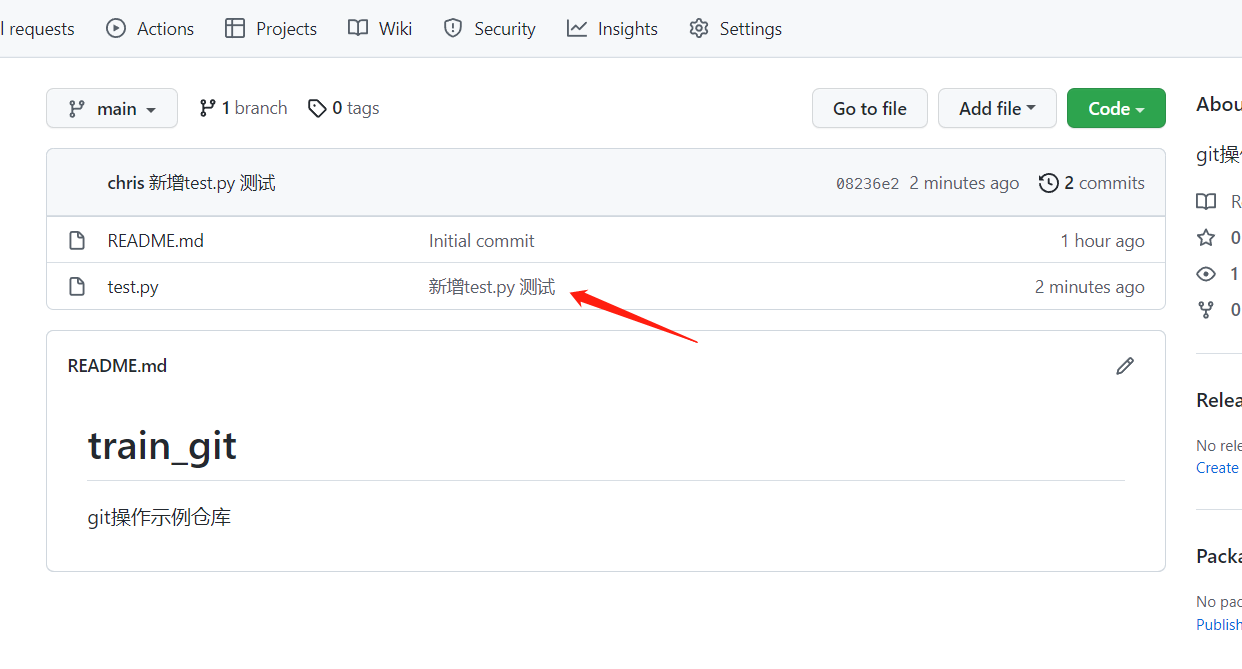 l requests Actions Projects Wiki Security Insights Settings
main 1 branch 0 tags Go to file Add file Code
chris 新增test.py 测试 08236e2 2 minutes ago 2 commits
README.md Initial commit 1 hour ago
test.py 新增test.py 测试 2 minutes ago
README.md
train_git
git操作示例仓库
Abou
git操
R
0
1
0
Relea
No rele
Create
Packa
No pac
Publish